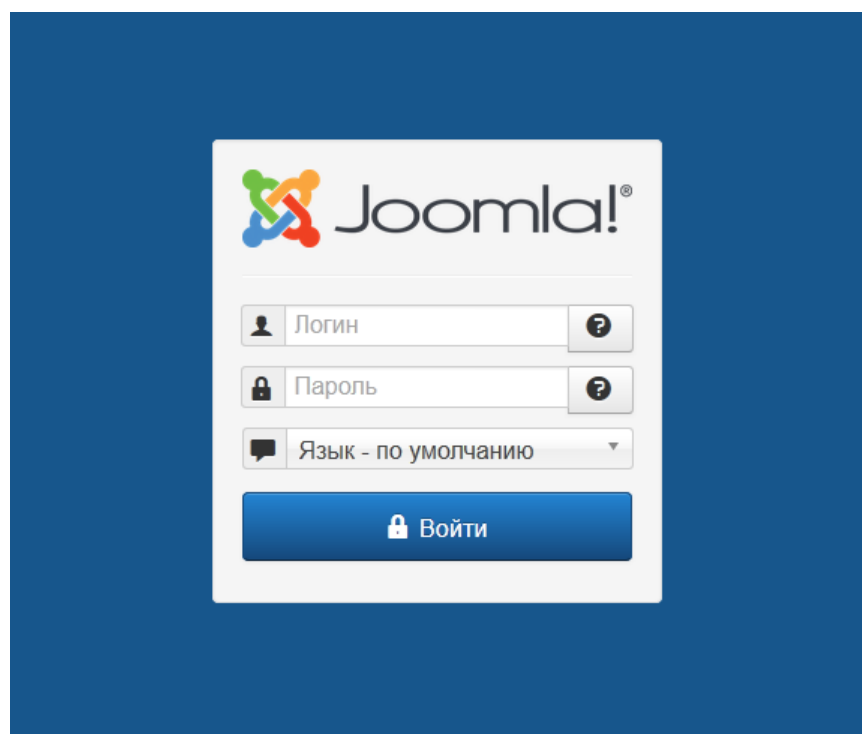 Joomla!®
Логин
Пароль
Язык - по умолчанию
Войти